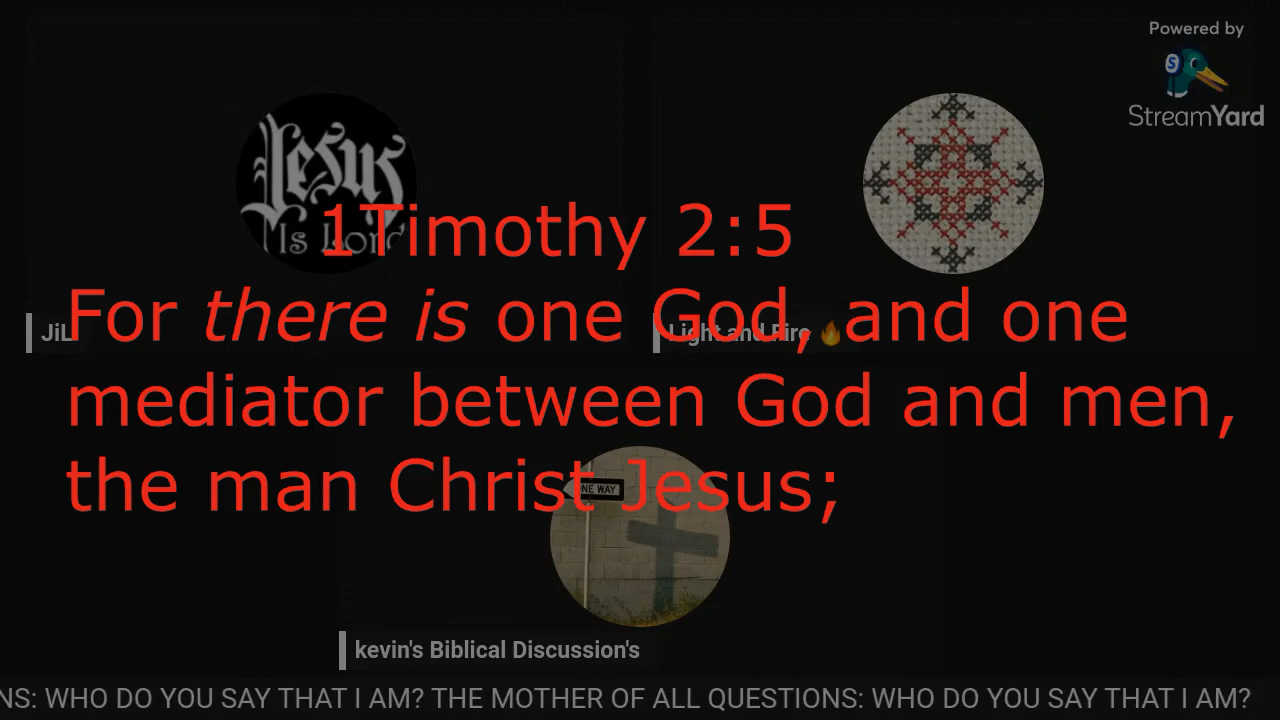 Powered by
StreamYard
Jesus
Is Lord
1Timothy 2:5
For there is one God, and one
mediator between God and men,
the man Christ Jesus;
JiL
Light and Fire 🔥
ONE WAY
kevin's Biblical Discussion's
NS: WHO DO YOU SAY THAT I AM? THE MOTHER OF ALL QUESTIONS: WHO DO YOU SAY THAT I AM?